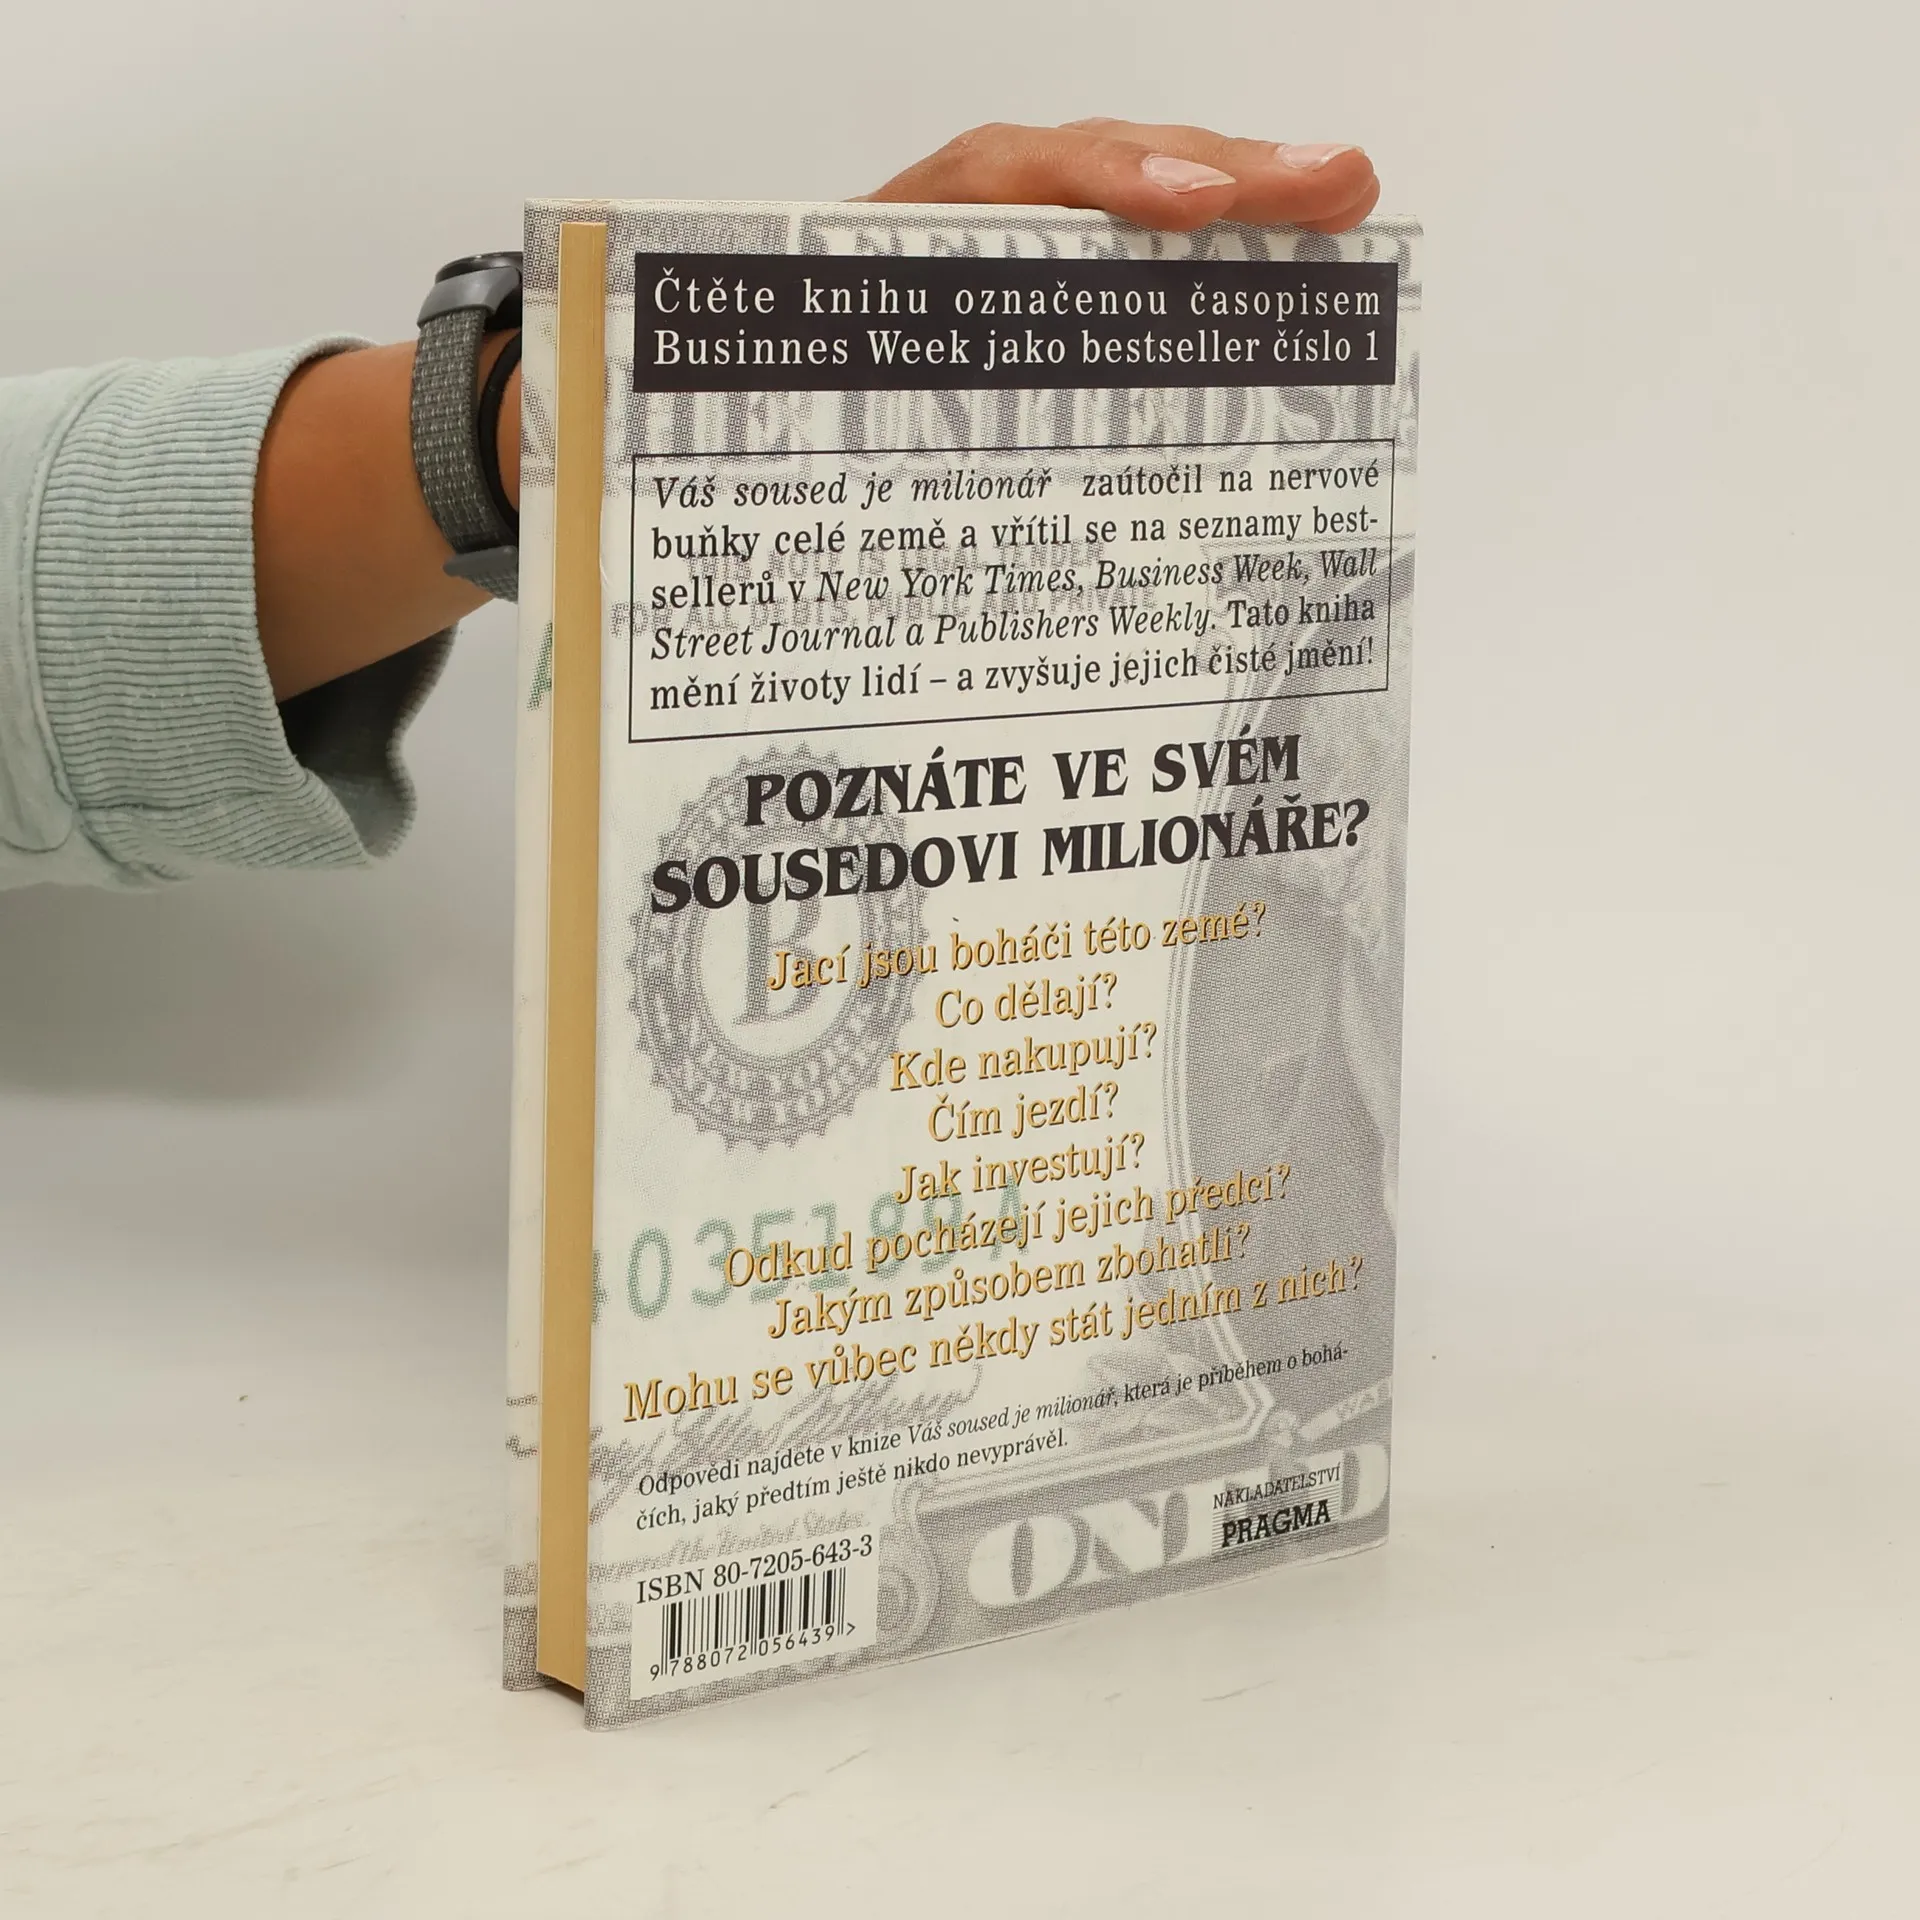 Čtěte knihu označenou časopisem
Businnes Week jako bestseller číslo 1
Váš soused je milionář zaútočil na nervové
buňky celé země a vřítil se na seznamy best-
sellerů v New York Times, Business Week, Wall
Street Journal a Publishers Weekly. Tato kniha
mění životy lidí – a zvyšuje jejich čisté jmění!
POZNÁTE VE SVÉM
SOUSEDOVI MILIONÁŘE?
Jací jsou boháči této země?
Co dělají?
Kde nakupují?
Čím jezdí?
Jak investují?
Odkud pocházejí jejich předci?
Jakým způsobem zbohatli?
Mohu se vůbec někdy stát jedním z nich?
Odpovědi najdete v knize Váš soused je milionář, která je příběhem o bohá-
čích, jaký předtím ještě nikdo nevyprávěl.
NAKLADATELSTVÍ
PRAGMA
ISBN 80-7205-643-3
9 788072 056439 >